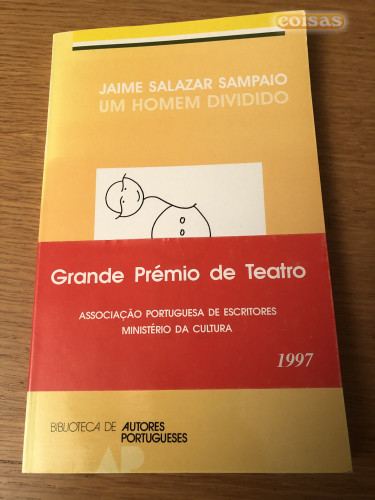 coisas
JAIME SALAZAR SAMPAIO
UM HOMEM DIVIDIDO
Grande Prémio de Teatro
ASSOCIAÇÃO PORTUGUESA DE ESCRITORES
MINISTÉRIO DA CULTURA
1997
BIBLIOTECA DE AUTORES
PORTUGUESES
AP